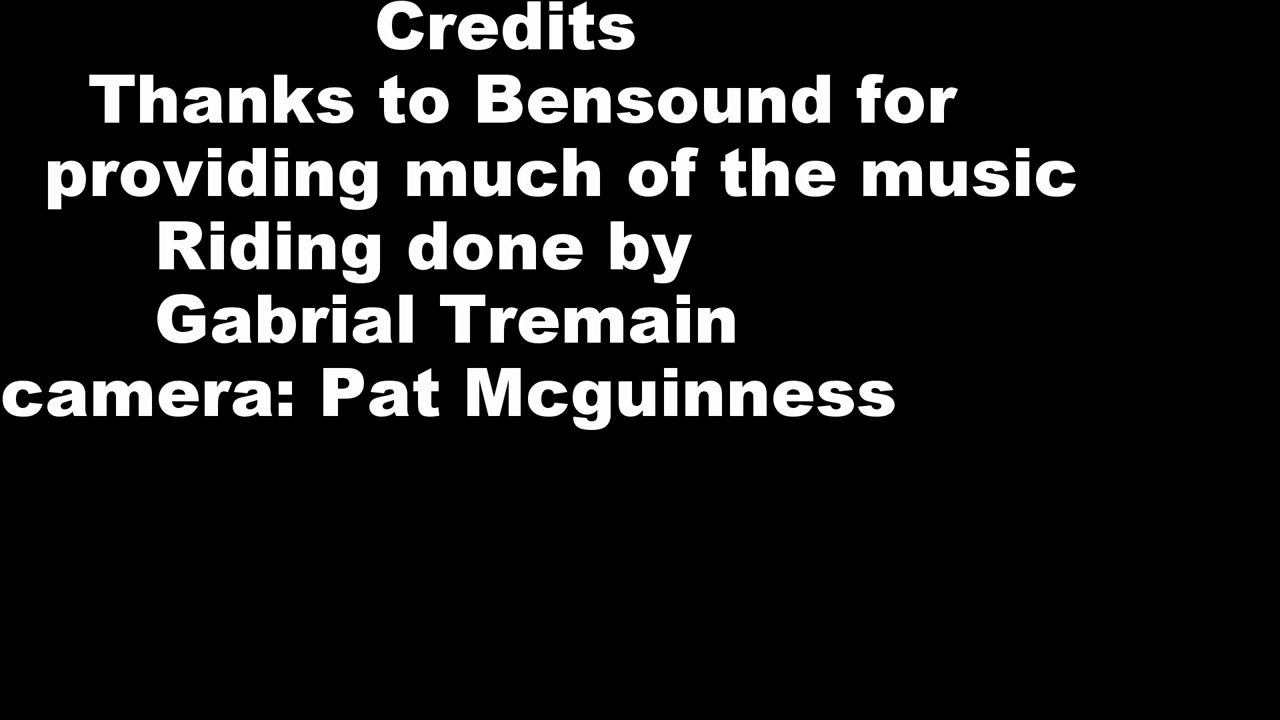 Credits
Thanks to Bensound for
providing much of the music
Riding done by
Gabrial Tremain
camera: Pat Mcguinness